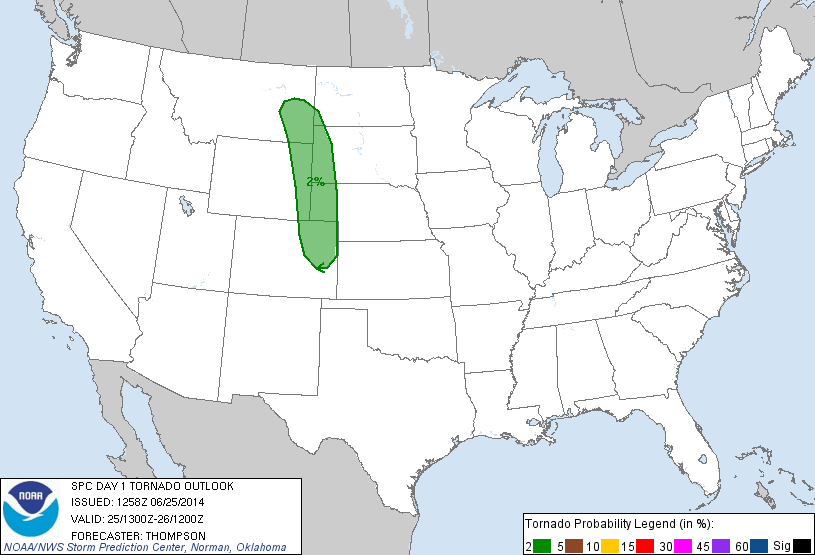 2%
SPC DAY 1 TORNADO OUTLOOK
ISSUED: 1258Z 06/25/2014
VALID: 25/1300Z-26/1200Z
FORECASTER: THOMPSON
NOAA/NWS Storm Prediction Center, Norman, Oklahoma
NOAA
Tornado Probability Legend (in %):
2 5 10 15 30 45 60 Sig